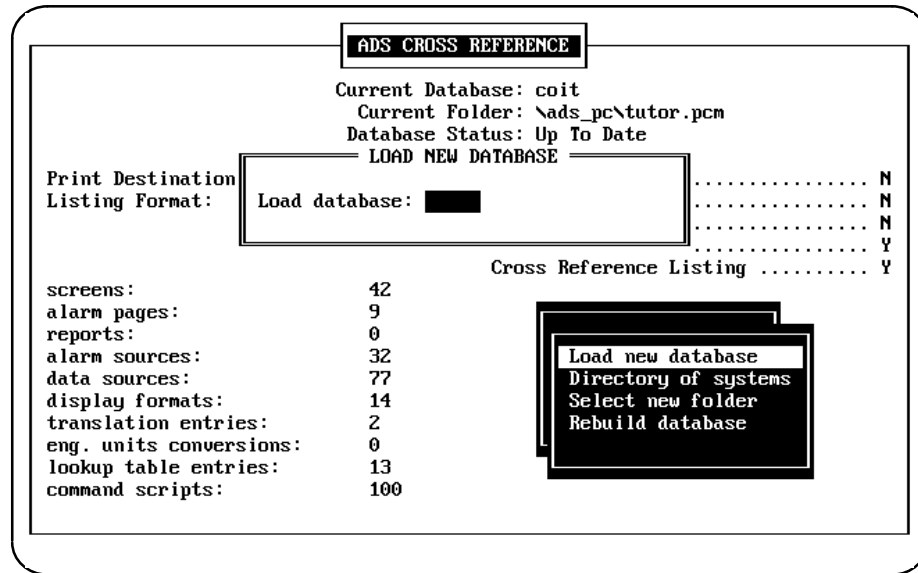 ADS CROSS REFERENCE
Current Database: coit
Current Folder: \ads_pc\tutor.pcm
Database Status: Up To Date
LOAD NEW DATABASE
Print Destination ................ N
Listing Format: Load database: ................ N
................ N
................ Y
Cross Reference Listing .......... Y
screens: 42
alarm pages: 9
reports: 0
alarm sources: 32
data sources: 77
display formats: 14
translation entries: 2
eng. units conversions: 0
lookup table entries: 13
command scripts: 100
Load new database
Directory of systems
Select new folder
Rebuild database